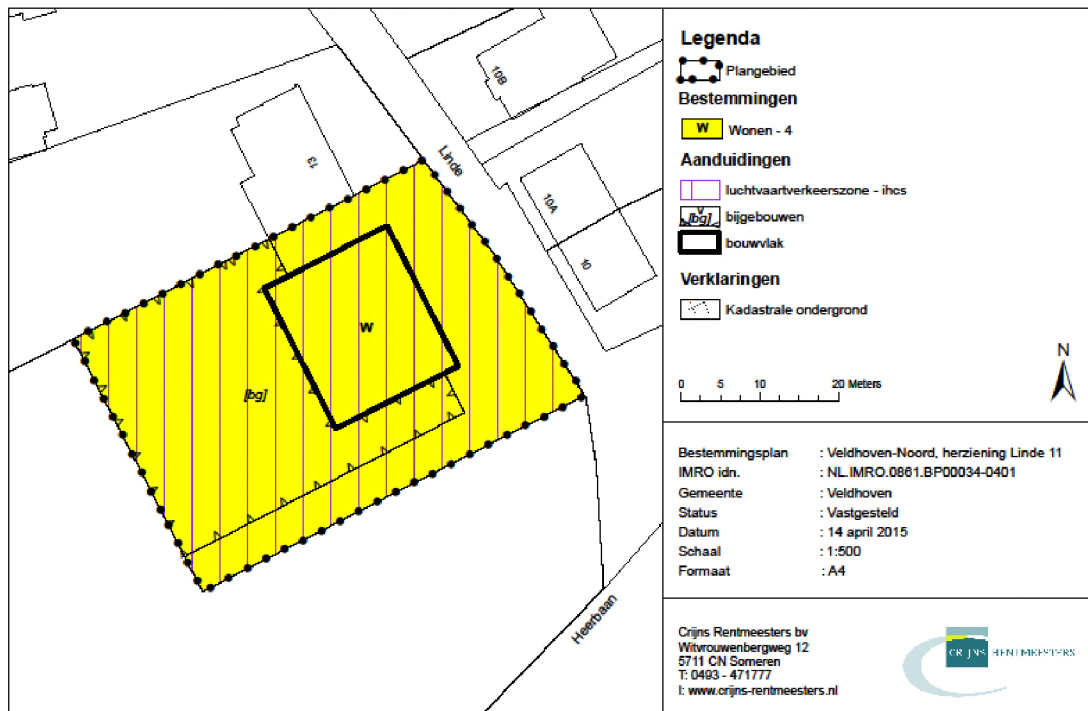 10B
Linde
13
10A
10
W
[bg]
Heerbaan
Legenda
Plangebied
Bestemmingen
W Wonen - 4
Aanduidingen
luchtvaartverkeerszone - ihcs
[bg] bijgebouwen
bouwvlak
Verklaringen
Kadastrale ondergrond
N
0 5 10 20 Meters
Bestemmingsplan : Veldhoven-Noord, herziening Linde 11
IMRO idn. : NL.IMRO.0861.BP00034-0401
Gemeente : Veldhoven
Status : Vastgesteld
Datum : 14 april 2015
Schaal : 1:500
Formaat : A4
Crijns Rentmeesters bv
Witvrouwenbergweg 12
5711 CN Someren
T: 0493 - 471777
I: www.crijns-rentmeesters.nl
CRIJNS RENTMEESTERS